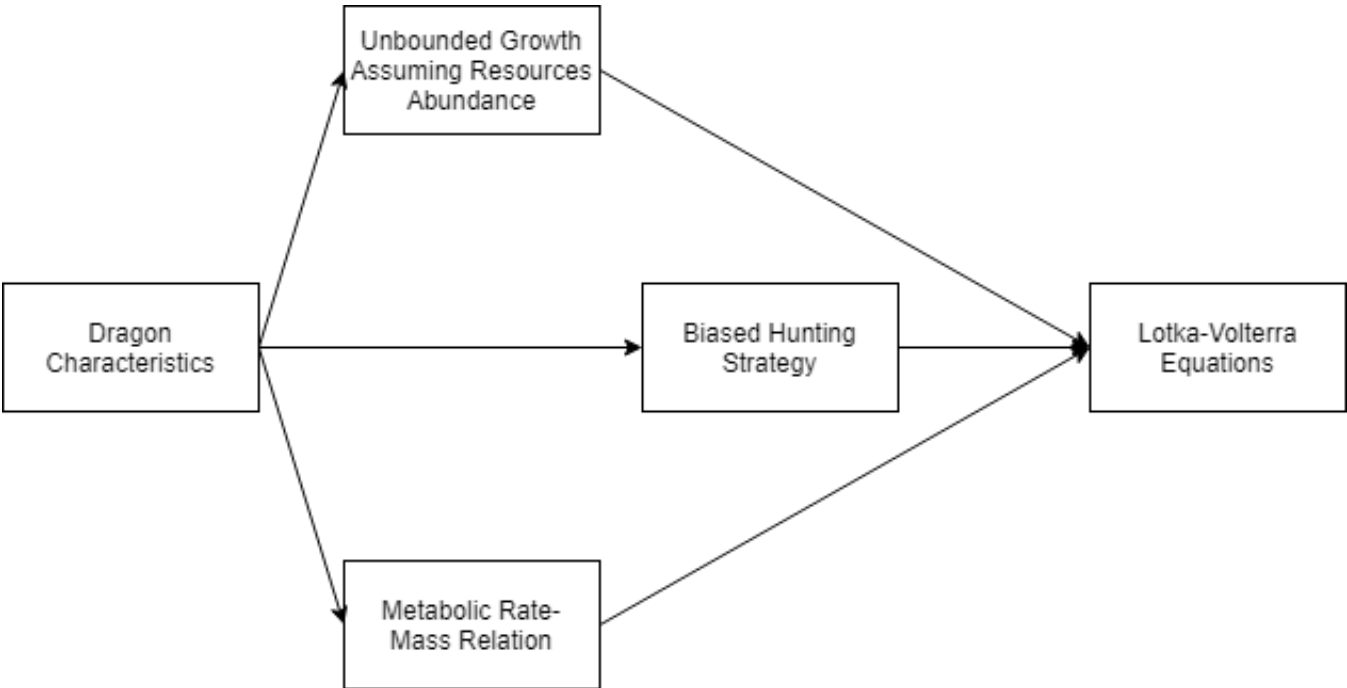 Unbounded Growth
Assuming Resources
Abundance
Dragon
Characteristics
Biased Hunting
Strategy
Lotka-Volterra
Equations
Metabolic Rate-
Mass Relation